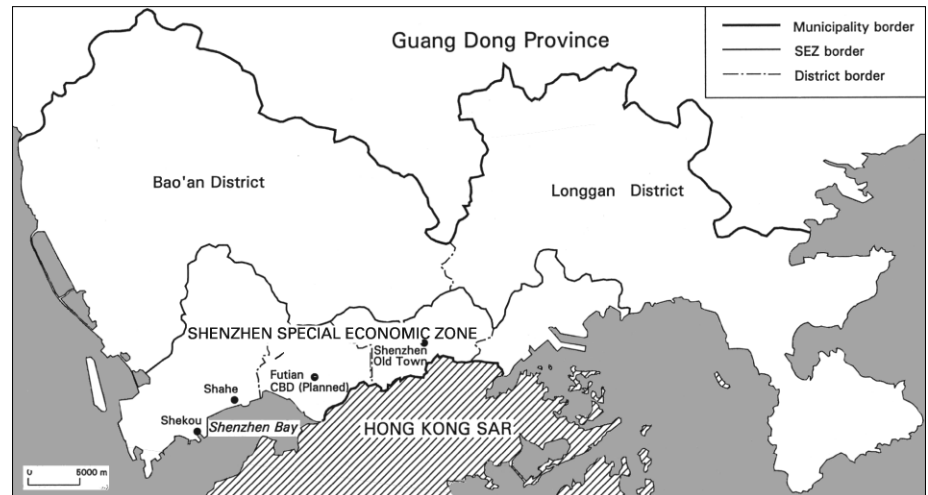 Guang Dong Province
Municipality border
SEZ border
District border
Bao'an District
Longgan District
SHENZHEN SPECIAL ECONOMIC ZONE
Shenzhen
Old Town
Futian
CBD (Planned)
Shahe
Shekou
Shenzhen Bay
HONG KONG SAR
0 5000 m